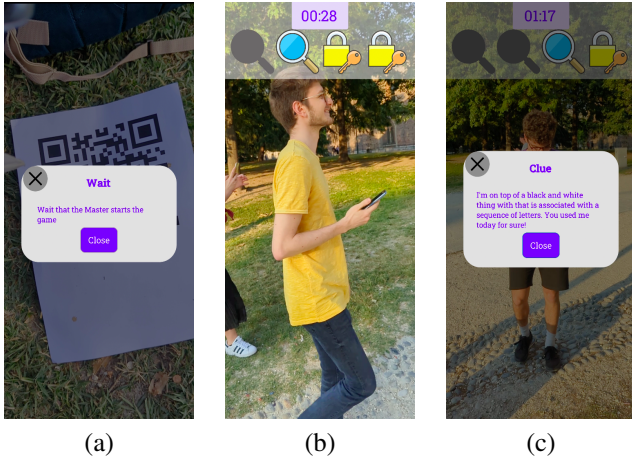 Wait
Wait that the Master starts the
game
Close
00:28
01:17
Clue
I'm on top of a black and white
thing with that is associated with a
sequence of letters. You used me
today for sure!
Close
(a)
(b)
(c)